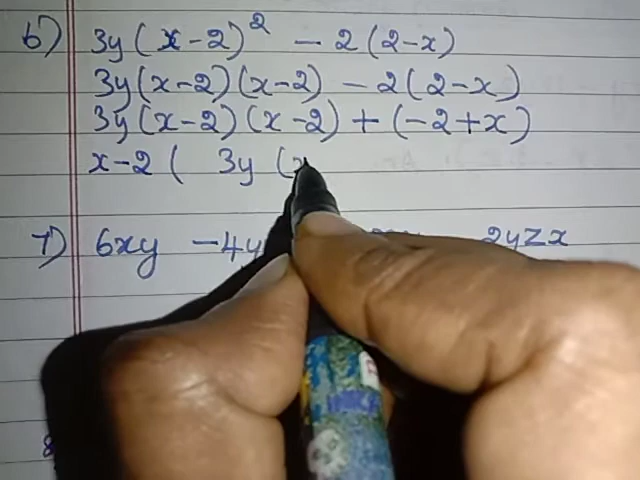 6) 3y(x-2)² - 2(2-x)
3y(x-2)(x-2) - 2(2-x)
3y(x-2)(x-2) + (-2+x)
x-2 ( 3y (x
7) 6xy - 4y 2yzx